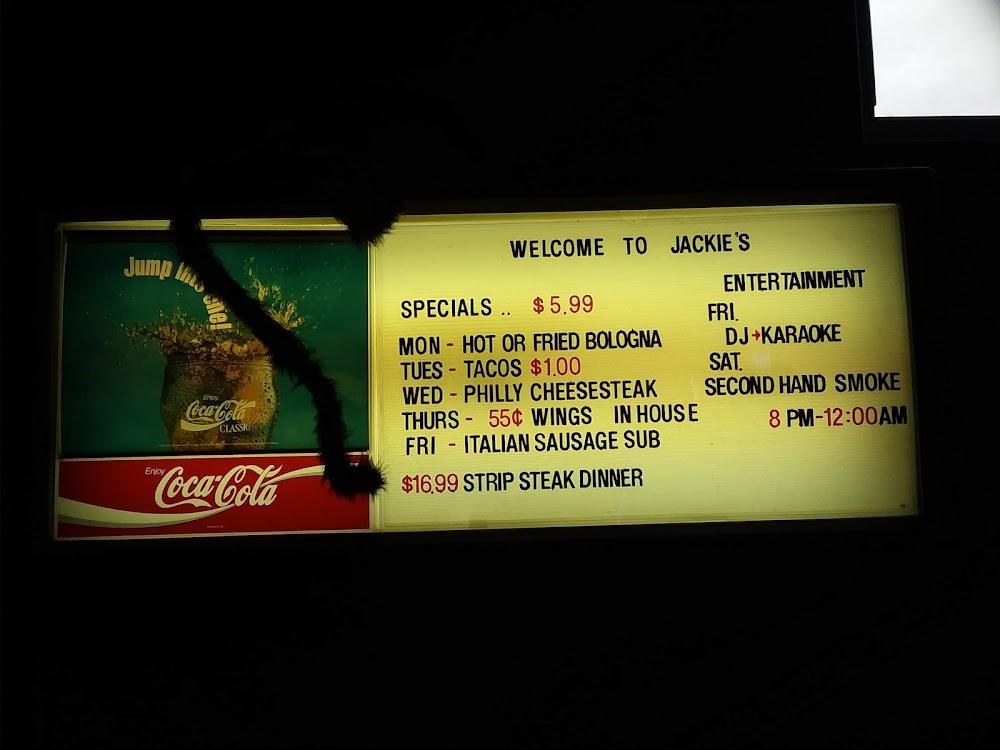 WELCOME TO JACKIE'S
SPECIALS .. $5.99
MON - HOT OR FRIED BOLOGNA
TUES - TACOS $1.00
WED - PHILLY CHEESESTEAK
THURS - 55¢ WINGS IN HOUSE
FRI - ITALIAN SAUSAGE SUB
$16.99 STRIP STEAK DINNER
ENTERTAINMENT
FRI.
DJ→KARAOKE
SAT.
SECOND HAND SMOKE
8 PM-12:00AM
Jump into one!
Enjoy
Coca-Cola
CLASSIC
Enjoy
Coca-Cola